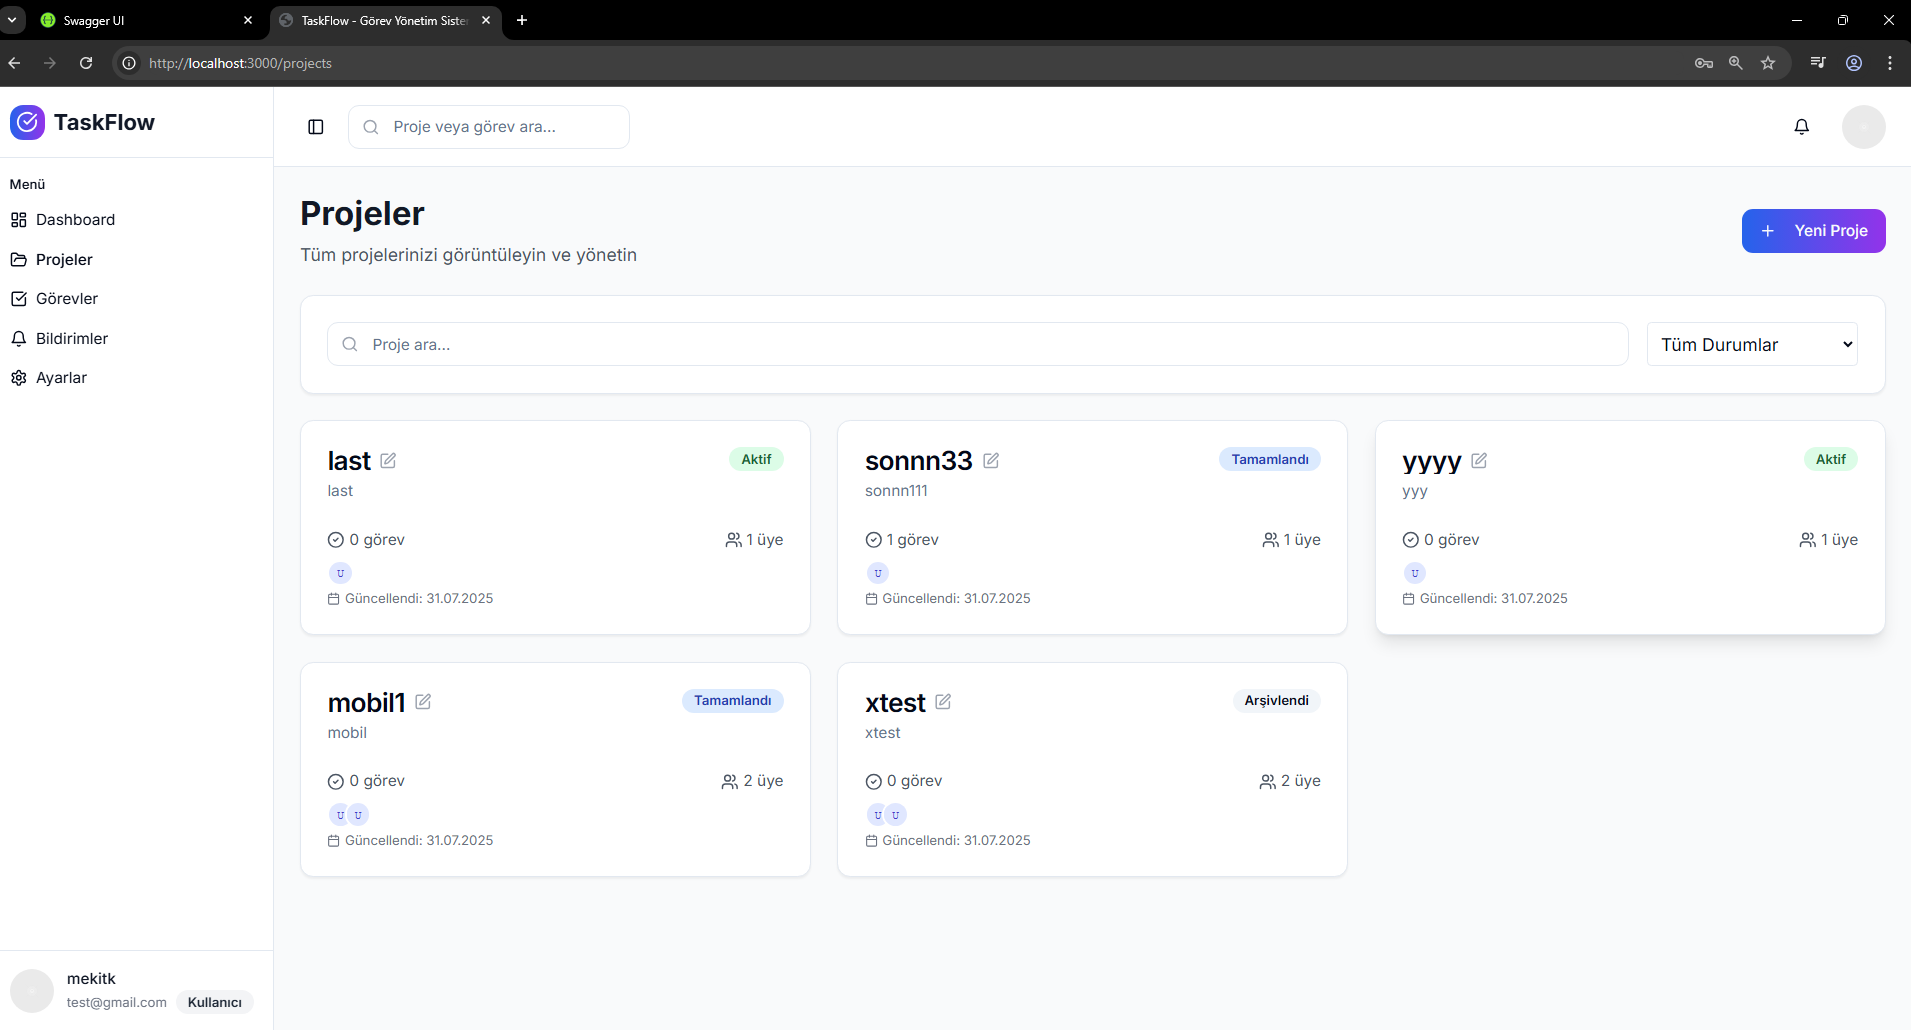 Swagger UI
TaskFlow - Görev Yönetim Siste
http://localhost:3000/projects
TaskFlow
Proje veya görev ara...
Menü
Dashboard
Projeler
Görevler
Bildirimler
Ayarlar
Projeler
Tüm projelerinizi görüntüleyin ve yönetin
Yeni Proje
Proje ara...
Tüm Durumlar
last
Aktif
last
0 görev
1 üye
U
Güncellendi: 31.07.2025
sonnn33
Tamamlandı
sonnn111
1 görev
1 üye
U
Güncellendi: 31.07.2025
yyyy
Aktif
yyy
0 görev
1 üye
U
Güncellendi: 31.07.2025
mobil1
Tamamlandı
mobil
0 görev
2 üye
U U
Güncellendi: 31.07.2025
xtest
Arşivlendi
xtest
0 görev
2 üye
U U
Güncellendi: 31.07.2025
mekitk
test@gmail.com Kullanıcı